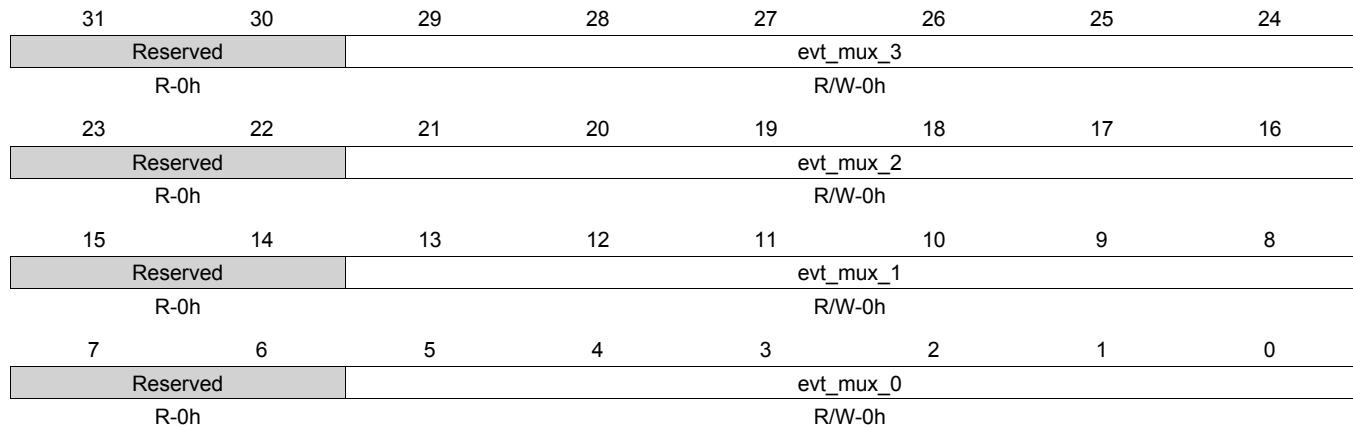 31 30 29 28 27 26 25 24
Reserved evt_mux_3
R-0h R/W-0h
23 22 21 20 19 18 17 16
Reserved evt_mux_2
R-0h R/W-0h
15 14 13 12 11 10 9 8
Reserved evt_mux_1
R-0h R/W-0h
7 6 5 4 3 2 1 0
Reserved evt_mux_0
R-0h R/W-0h